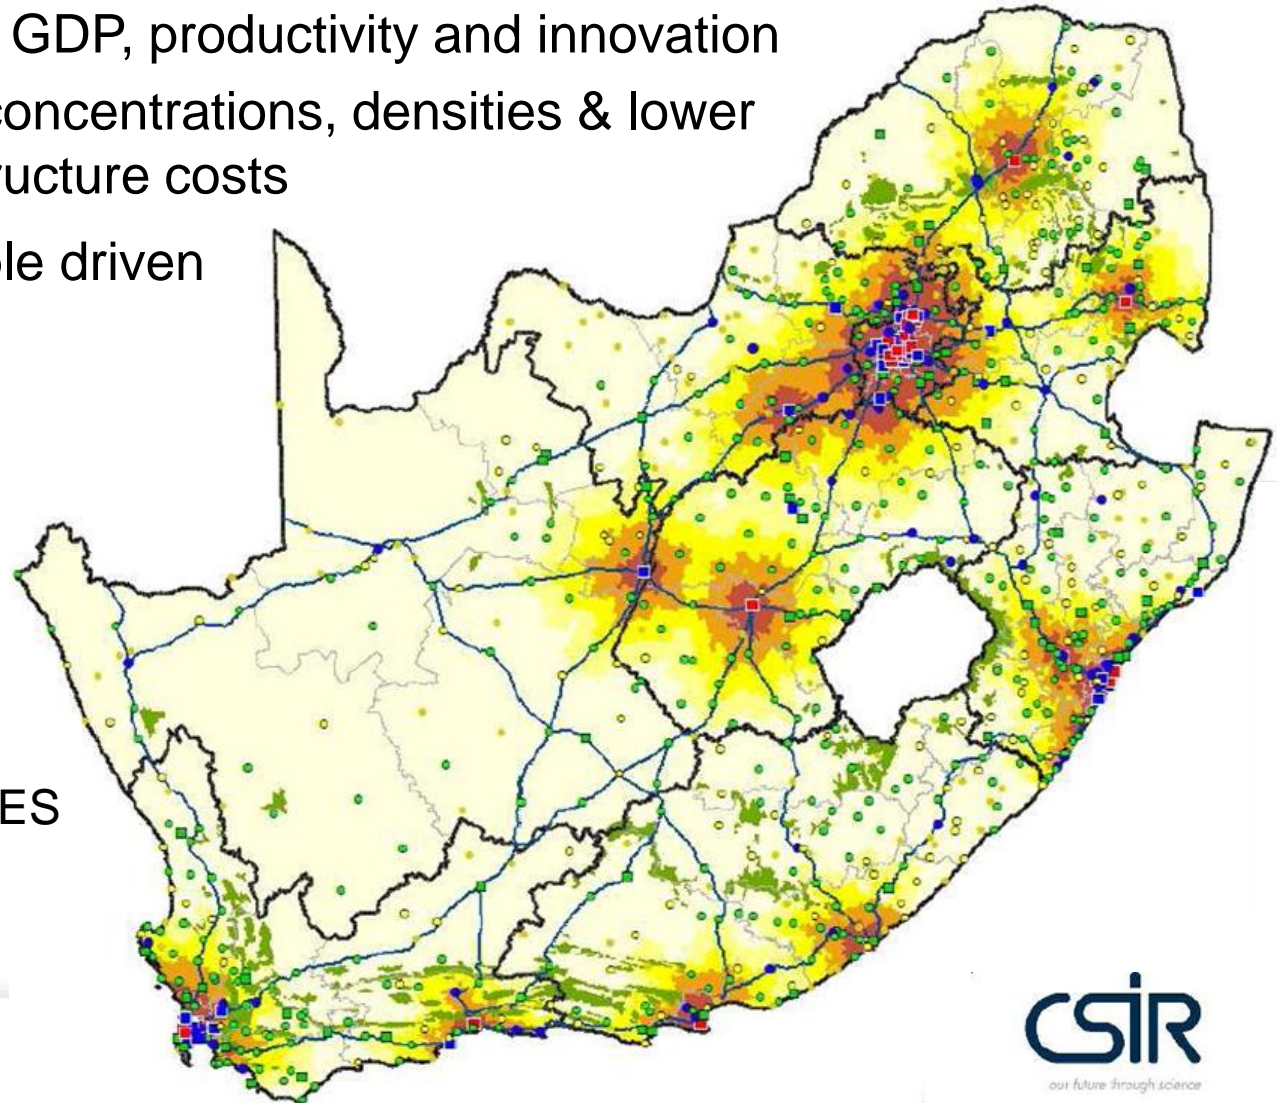 GDP, productivity and innovation
concentrations, densities & lower
ructure costs
le driven
ES
CSIR
our future through science